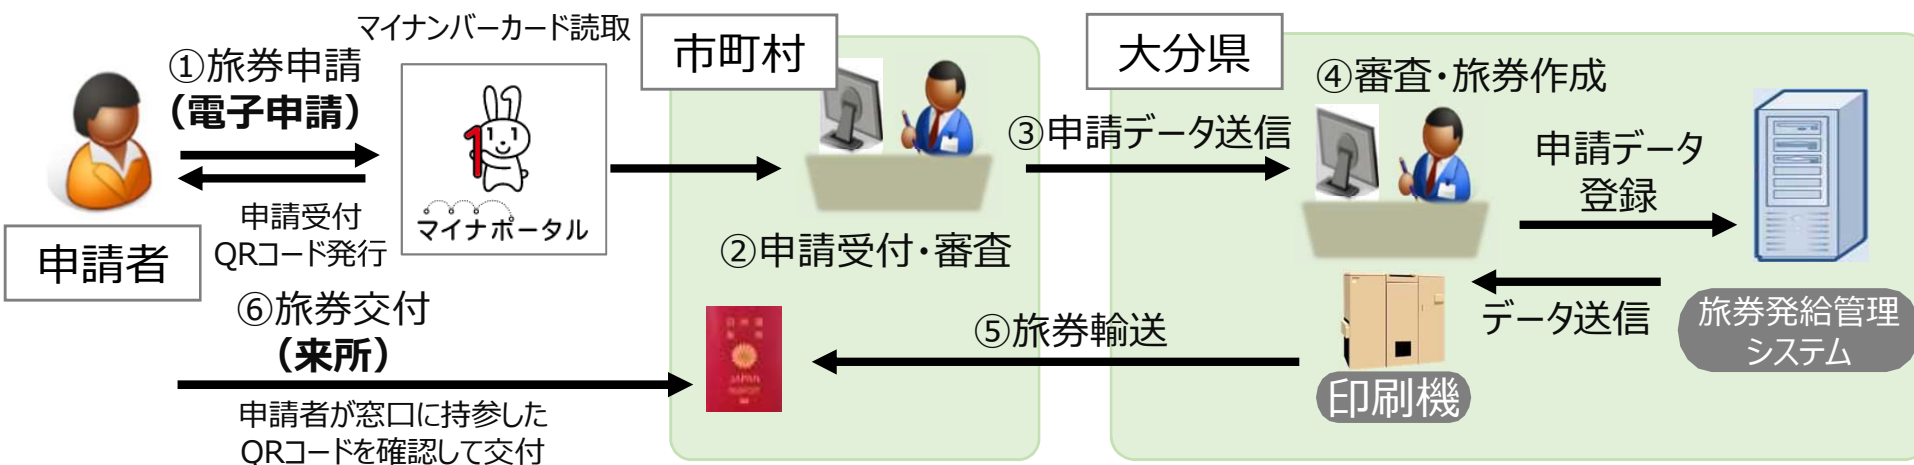 マイナンバーカード読取
①旅券申請
（電子申請）
マイナポータル
申請受付
QRコード発行
申請者
市町村
②申請受付・審査
③申請データ送信
大分県
④審査・旅券作成
申請データ
登録
旅券発給管理
システム
データ送信
印刷機
⑤旅券輸送
JAPAN
⑥旅券交付
（来所）
申請者が窓口に持参した
QRコードを確認して交付